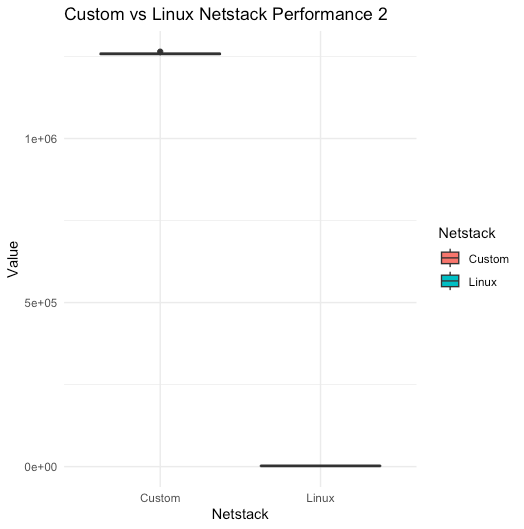 Custom vs Linux Netstack Performance 2
Value
1e+06
5e+05
0e+00
Custom
Linux
Netstack
Netstack
Custom
Linux